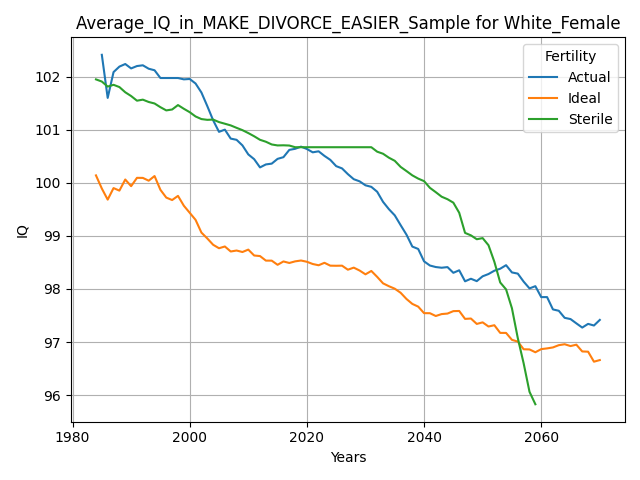 Average_IQ_in_MAKE_DIVORCE_EASIER_Sample for White_Female
Fertility
Actual
Ideal
Sterile
102
101
100
99
98
97
96
IQ
1980
2000
2020
2040
2060
Years